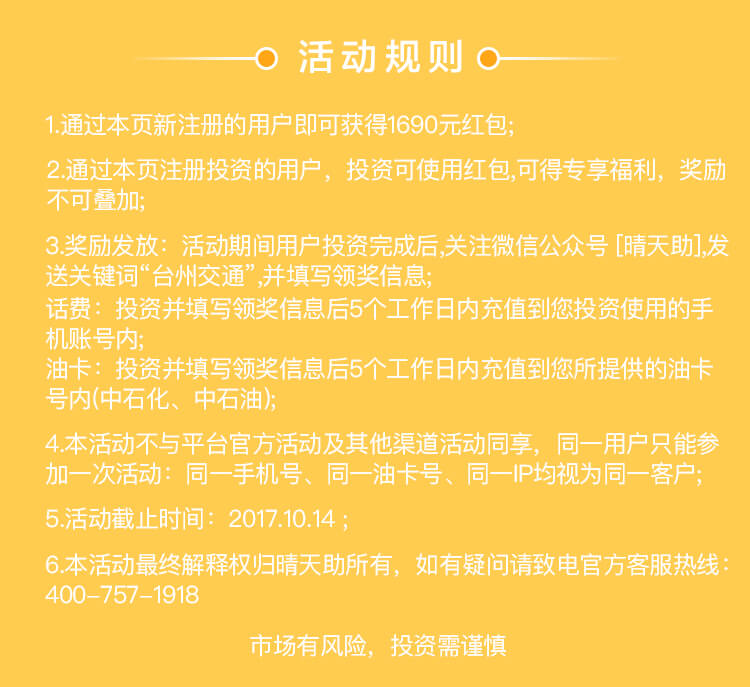 活动规则
1.通过本页新注册的用户即可获得1690元红包;
2.通过本页注册投资的用户，投资可使用红包,可得专享福利，奖励
不可叠加;
3.奖励发放：活动期间用户投资完成后,关注微信公众号 [晴天助],发
送关键词“台州交通”,并填写领奖信息;
话费：投资并填写领奖信息后5个工作日内充值到您投资使用的手
机账号内;
油卡：投资并填写领奖信息后5个工作日内充值到您所提供的油卡
号内(中石化、中石油);
4.本活动不与平台官方活动及其他渠道活动同享，同一用户只能参
加一次活动：同一手机号、同一油卡号、同一IP均视为同一客户;
5.活动截止时间：2017.10.14 ;
6.本活动最终解释权归晴天助所有，如有疑问请致电官方客服热线：
400-757-1918
市场有风险，投资需谨慎